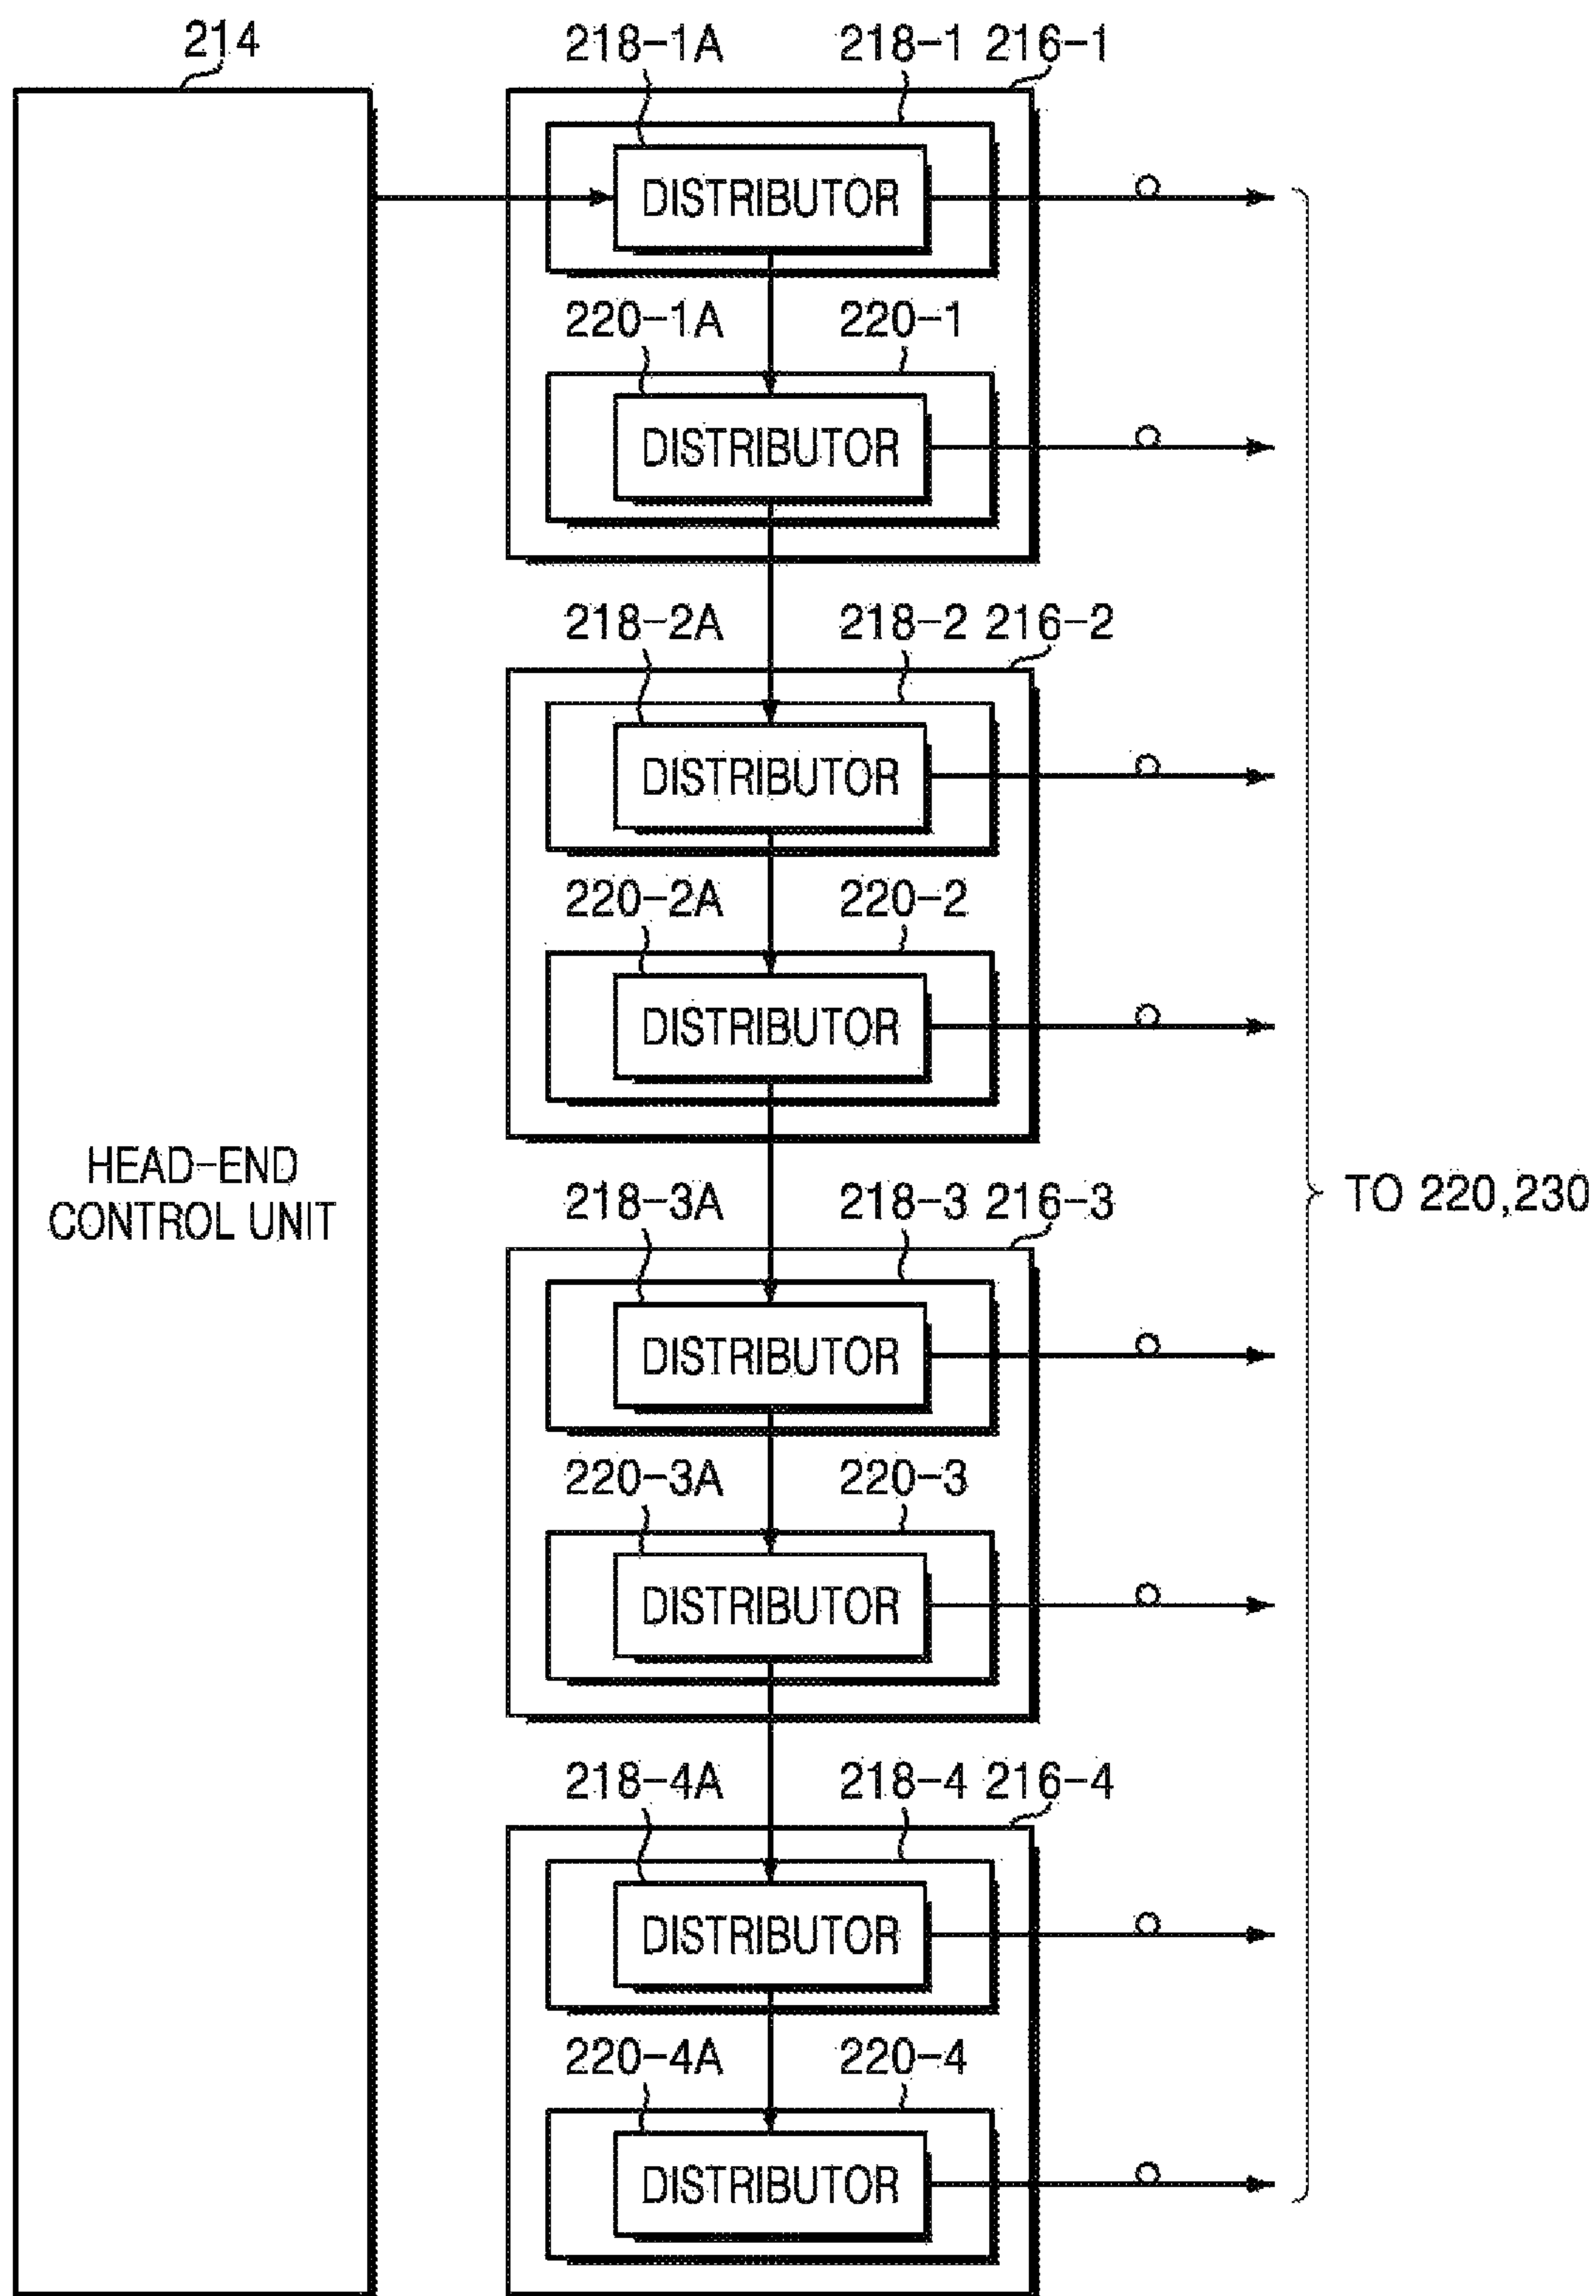 214
218-1A 218-1 216-1
DISTRIBUTOR
220-1A 220-1
DISTRIBUTOR
218-2A 218-2 216-2
DISTRIBUTOR
220-2A 220-2
DISTRIBUTOR
HEAD-END
CONTROL UNIT
218-3A 218-3 216-3
TO 220,230
DISTRIBUTOR
220-3A 220-3
DISTRIBUTOR
218-4A 218-4 216-4
DISTRIBUTOR
220-4A 220-4
DISTRIBUTOR